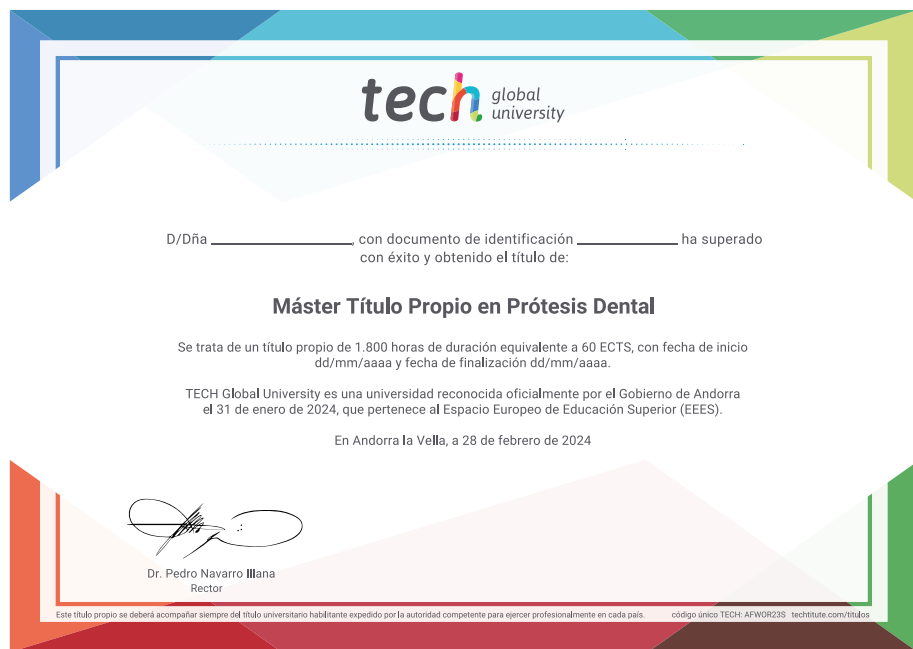 tech global university
D/Dña ____________________, con documento de identificación ______________ ha superado
con éxito y obtenido el título de:
Máster Título Propio en Prótesis Dental
Se trata de un título propio de 1.800 horas de duración equivalente a 60 ECTS, con fecha de inicio
dd/mm/aaaa y fecha de finalización dd/mm/aaaa.
TECH Global University es una universidad reconocida oficialmente por el Gobierno de Andorra
el 31 de enero de 2024, que pertenece al Espacio Europeo de Educación Superior (EEES).
En Andorra la Vella, a 28 de febrero de 2024
Dr. Pedro Navarro Illana
Rector
Este título propio se deberá acompañar siempre del título universitario habilitante expedido por la autoridad competente para ejercer profesionalmente en cada país. código único TECH: AFWOR23S techtitute.com/titulos